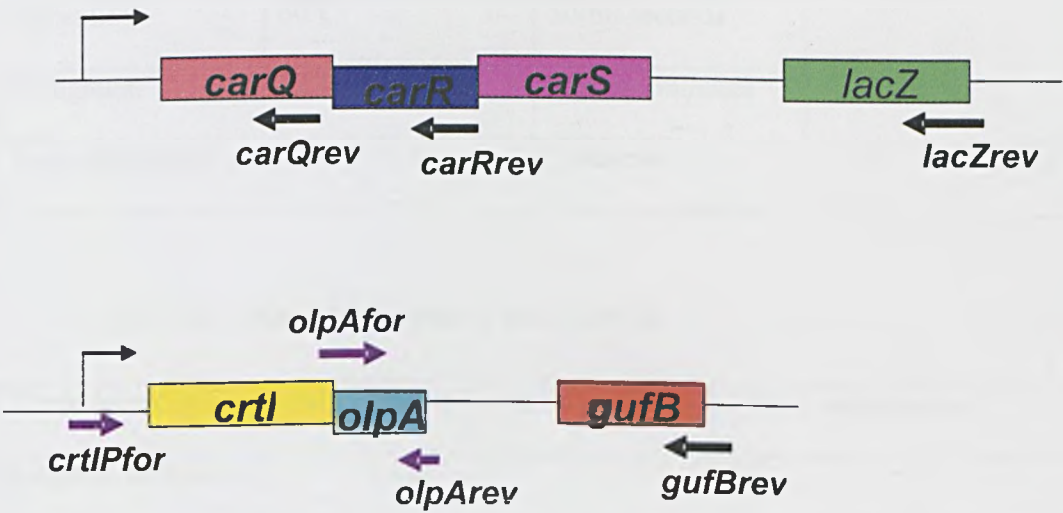 carQ carR carS lacZ
carQrev carRrev lacZrev
olpAfor
crtI olpA gufB
crtIPfor olpArev gufBrev